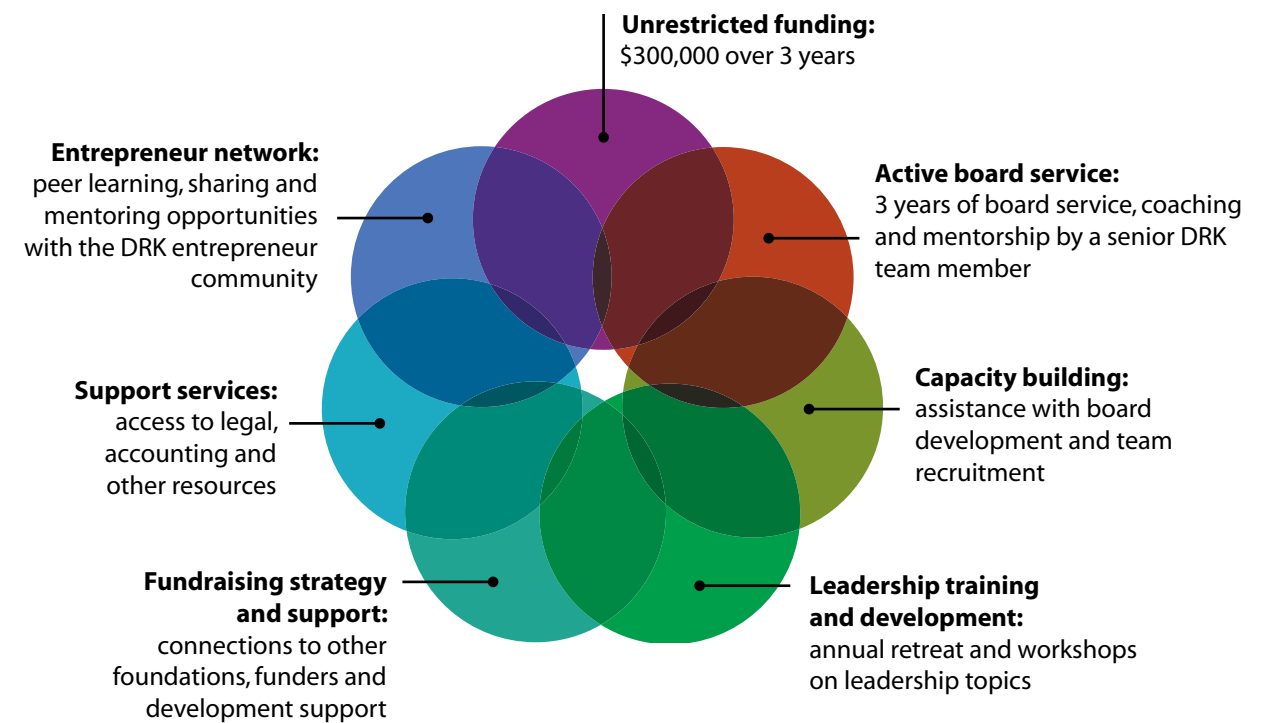 Unrestricted funding:
$300,000 over 3 years
Entrepreneur network:
peer learning, sharing and
mentoring opportunities
with the DRK entrepreneur
community
Active board service:
3 years of board service, coaching
and mentorship by a senior DRK
team member
Support services:
access to legal,
accounting and
other resources
Capacity building:
assistance with board
development and team
recruitment
Fundraising strategy
and support:
connections to other
foundations, funders and
development support
Leadership training
and development:
annual retreat and workshops
on leadership topics